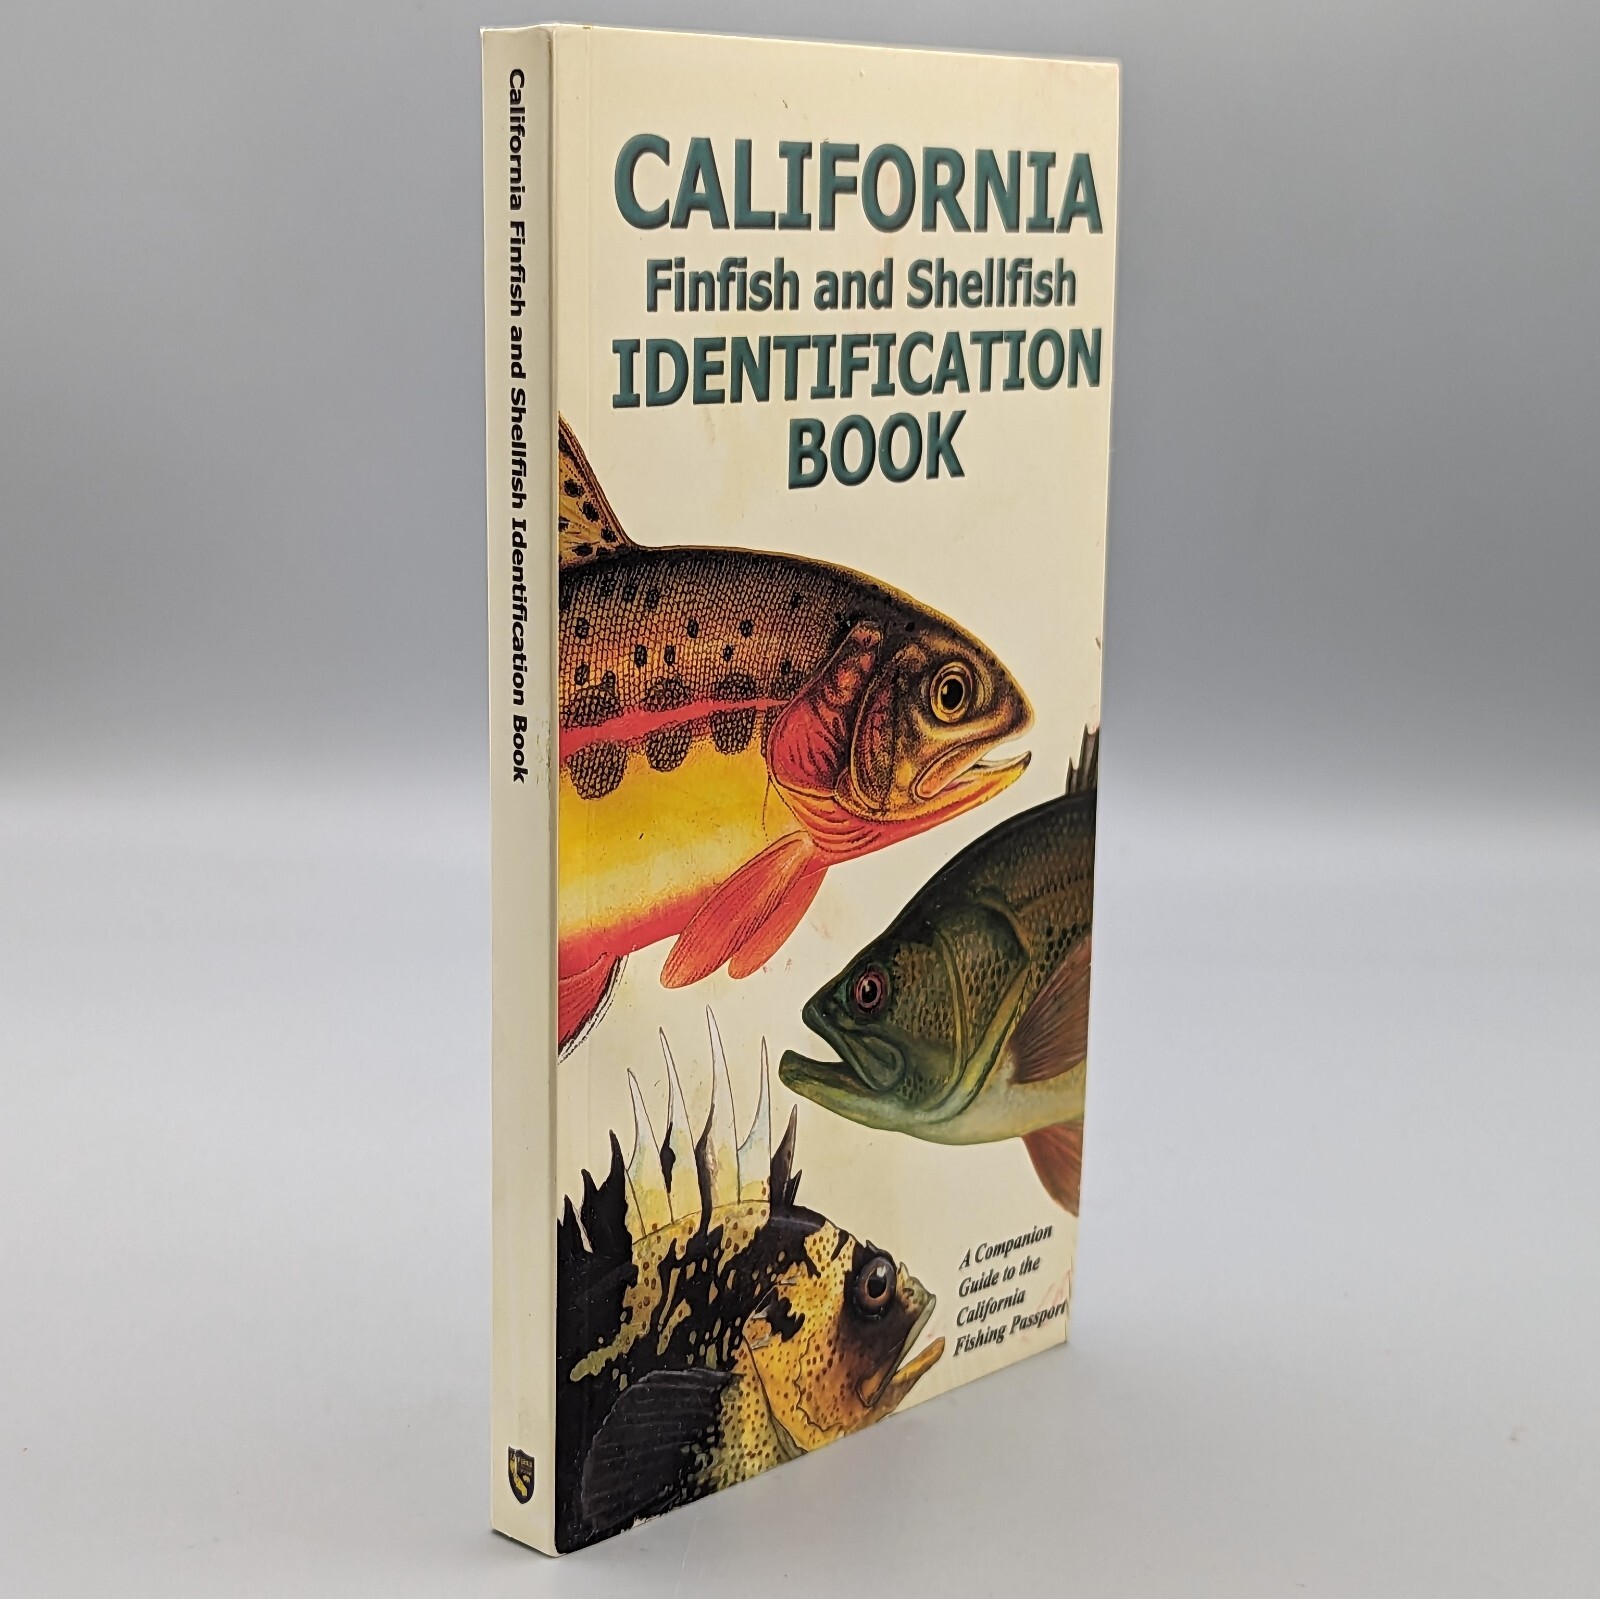 California Finfish and Shellfish Identification Book
CALIFORNIA
Finfish and Shellfish
IDENTIFICATION
BOOK
A Companion
Guide to the
California
Fishing Passport